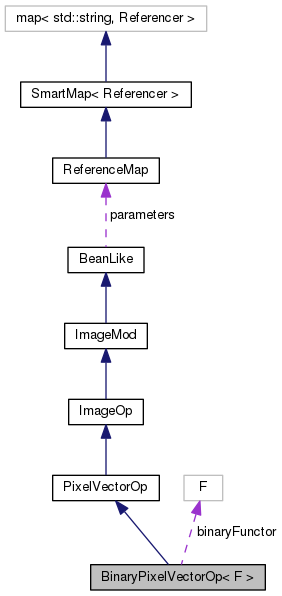 map< std::string, Referencer >
SmartMap< Referencer >
ReferenceMap
parameters
BeanLike
ImageMod
ImageOp
PixelVectorOp
F
binaryFunctor
BinaryPixelVectorOp< F >